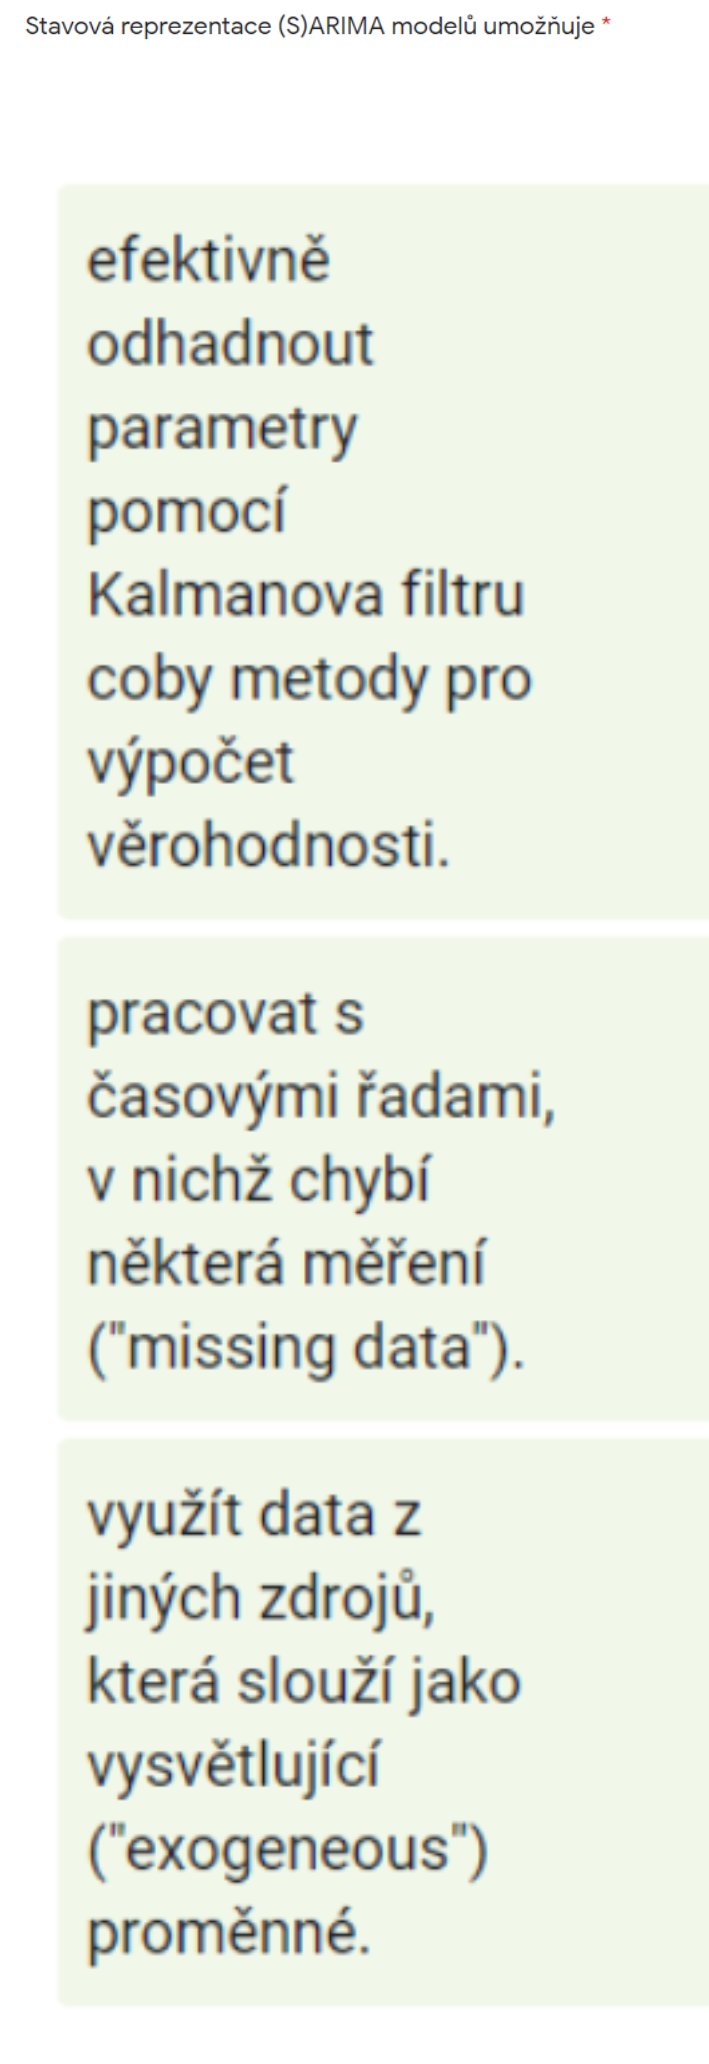 Stavová reprezentace (S)ARIMA modelů umožňuje *
efektivně
odhadnout
parametry
pomocí
Kalmanova filtru
coby metody pro
výpočet
věrohodnosti.
pracovat s
časovými řadami,
v nichž chybí
některá měření
("missing data").
využít data z
jiných zdrojů,
která slouží jako
vysvětlující
("exogeneous")
proměnné.